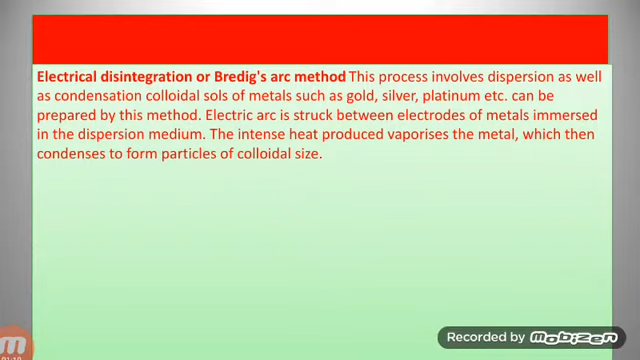 Electrical disintegration or Bredig's arc method This process involves dispersion as well
as condensation colloidal sols of metals such as gold, silver, platinum etc. can be
prepared by this method. Electric arc is struck between electrodes of metals immersed
in the dispersion medium. The intense heat produced vaporises the metal, which then
condenses to form particles of colloidal size.
Recorded by mobizen